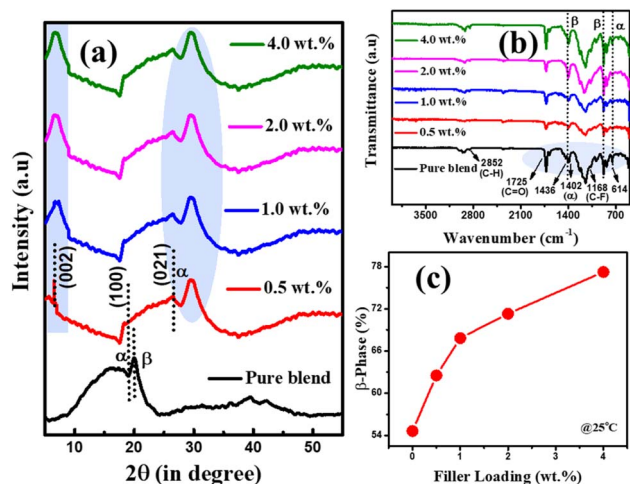 (a)
4.0 wt.%
2.0 wt.%
1.0 wt.%
(002)
(100)
(021)
α
0.5 wt.%
α
β
Pure blend
Intensity (a.u)
10
20
30
40
50
2θ (in degree)
β
β
α
(b)
4.0 wt.%
2.0 wt.%
1.0 wt.%
0.5 wt.%
Pure blend
2852
(C-H)
1725
(C=O)
1436
1402
(α)
1168
(C-F)
614
Transmittance (a.u)
3500
2800
2100
1400
700
Wavenumber (cm⁻¹)
(c)
78
72
66
60
54
β-Phase (%)
@25°C
0
1
2
3
4
Filler Loading (wt.%)